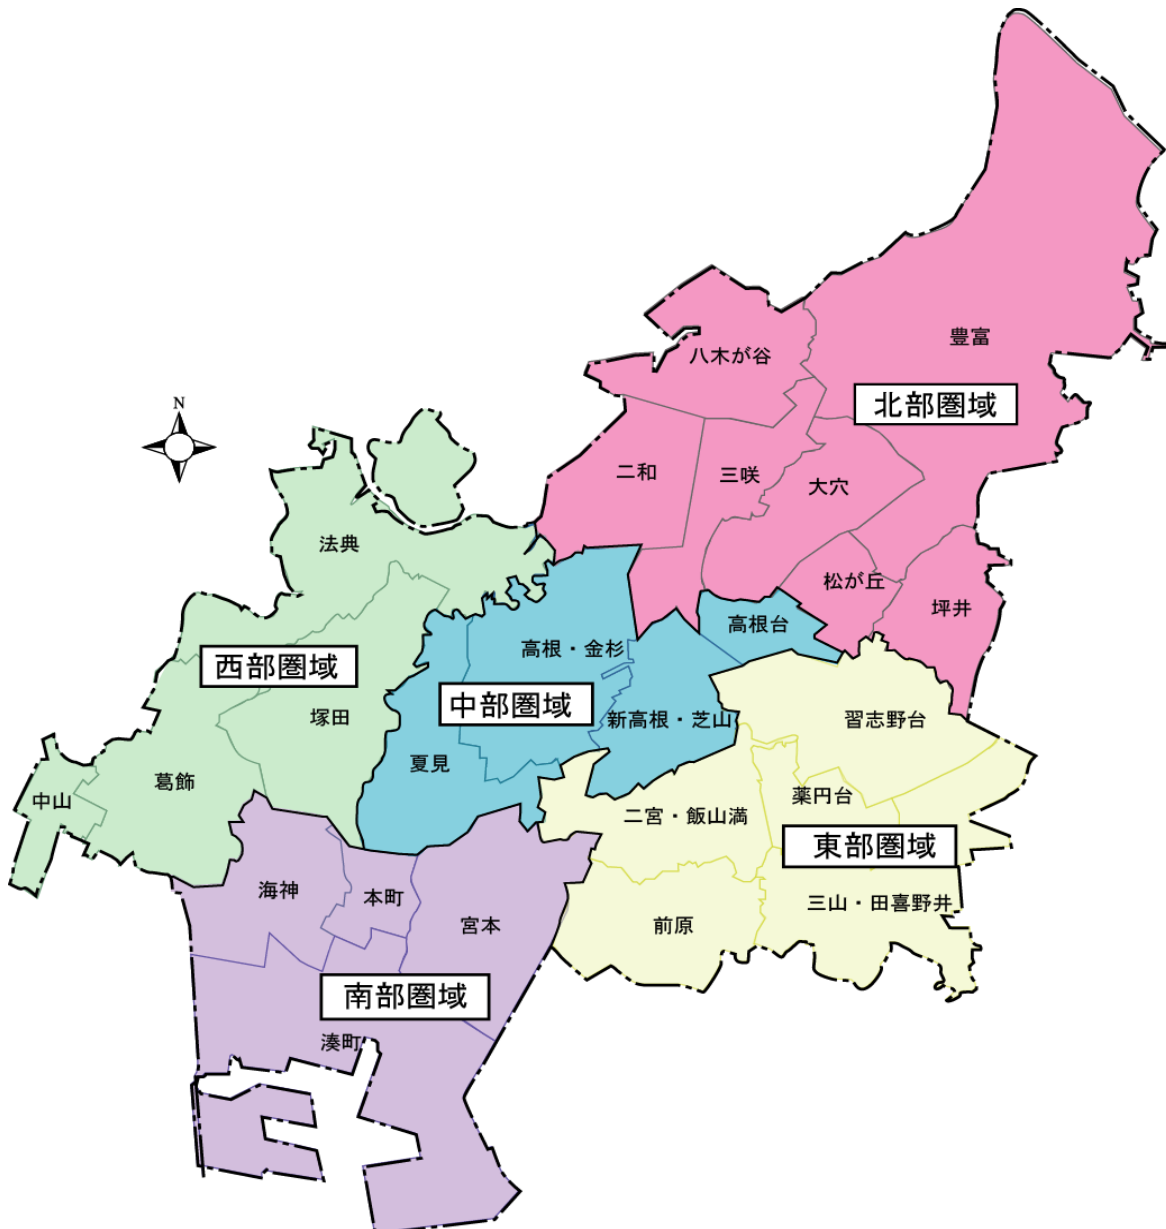 豊富
八木が谷
北部圏域
N
二和
三咲
大穴
法典
松が丘
坪井
高根台
高根・金杉
西部圏域
中部圏域
塚田
新高根・芝山
習志野台
夏見
葛飾
中山
薬円台
二宮・飯山満
東部圏域
海神
本町
三山・田喜野井
宮本
前原
南部圏域
湊町